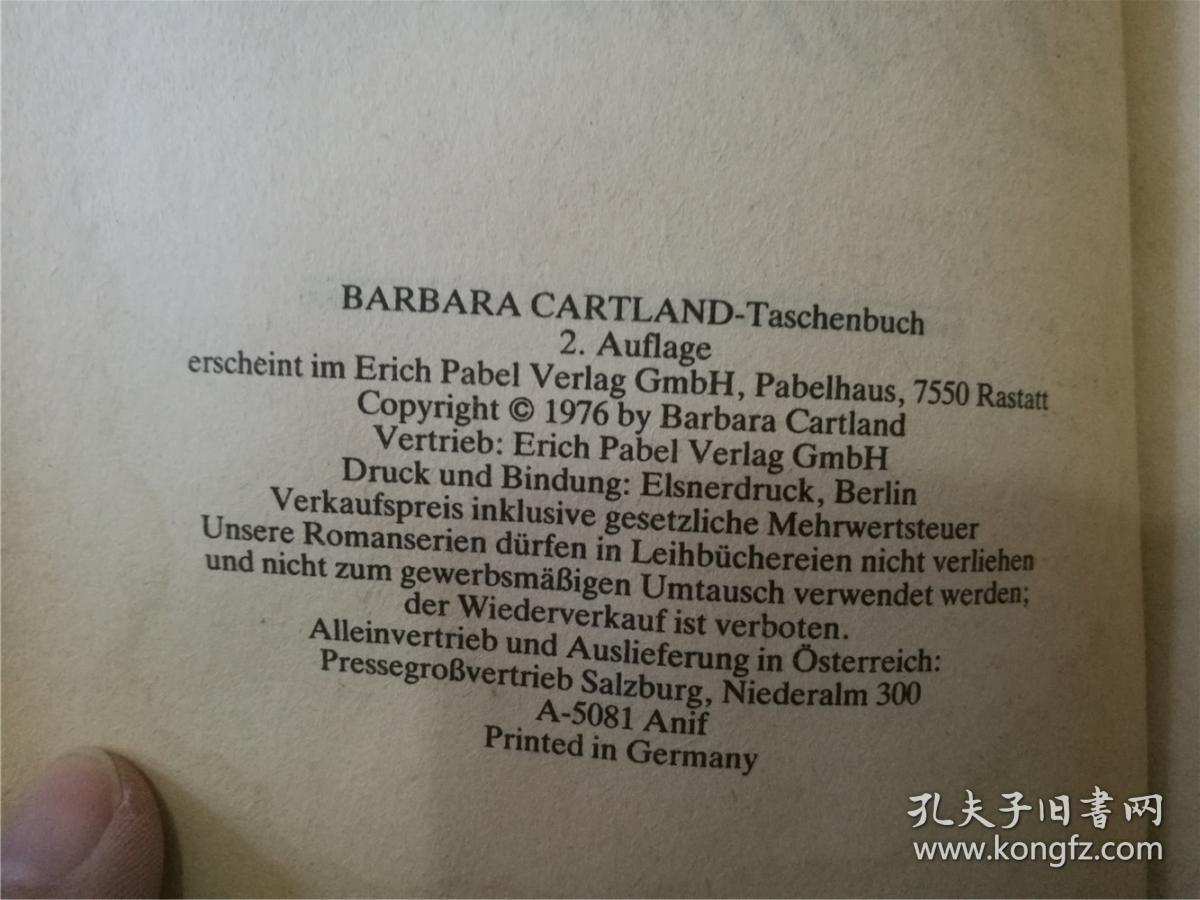 BARBARA CARTLAND-Taschenbuch
2. Auflage
erscheint im Erich Pabel Verlag GmbH, Pabelhaus, 7550 Rastatt
Copyright © 1976 by Barbara Cartland
Vertrieb: Erich Pabel Verlag GmbH
Druck und Bindung: Elsnerdruck, Berlin
Verkaufspreis inklusive gesetzliche Mehrwertsteuer
Unsere Romanserien dürfen in Leihbüchereien nicht verliehen
und nicht zum gewerbsmäßigen Umtausch verwendet werden;
der Wiederverkauf ist verboten.
Alleinvertrieb und Auslieferung in Österreich:
Pressegroßvertrieb Salzburg, Niederalm 300
A-5081 Anif
Printed in Germany
孔夫子旧书网
www.kongfz.com